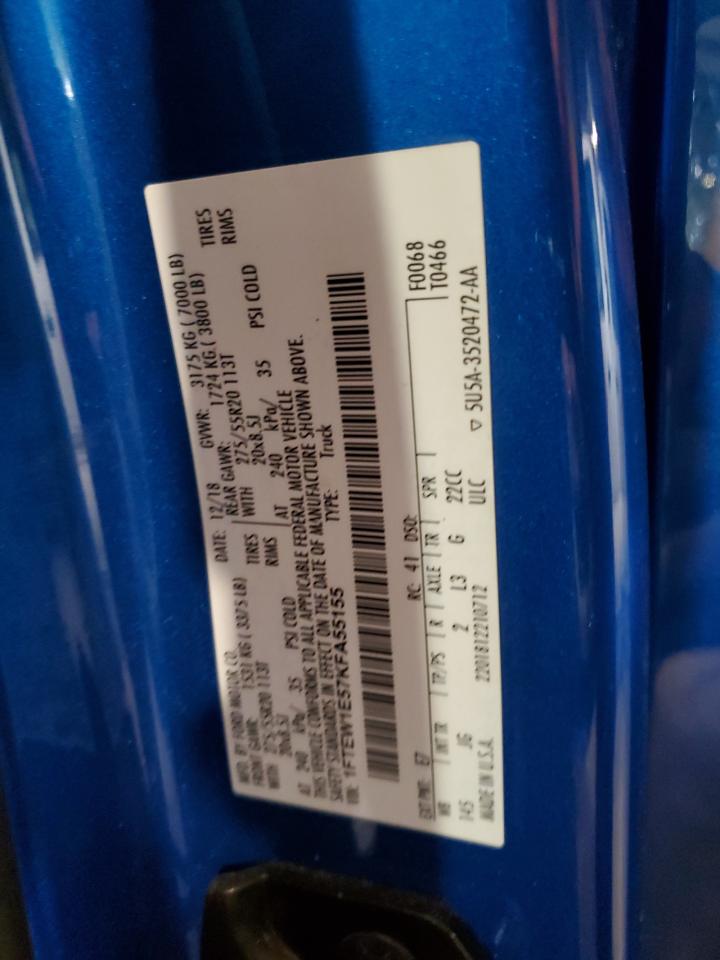 MFD. BY FORD MOTOR CO.
DATE: 12/18 GVWR: 3175 KG ( 7000 LB)
FRONT GAWR: 1531 KG ( 3375 LB) REAR GAWR: 1724 KG ( 3800 LB)
WITH 275/55R20 113T TIRES WITH 275/55R20 113T TIRES
20x8.5J RIMS 20x8.5J RIMS
AT 240 kPa/ 35 PSI COLD AT 240 kPa/ 35 PSI COLD
THIS VEHICLE CONFORMS TO ALL APPLICABLE FEDERAL MOTOR VEHICLE
SAFETY STANDARDS IN EFFECT ON THE DATE OF MANUFACTURE SHOWN ABOVE.
VIN: 1FTEW1E57KFA55155 TYPE: Truck
EXT PNT: E7 RC: 41 DSO: F0068
WB INT TR TP/PS R AXLE TR SPR T0466
145 JG 2 L3 G 22CC
MADE IN U.S.A. 2201812210712 ULC ▽ 5U5A-3520472-AA